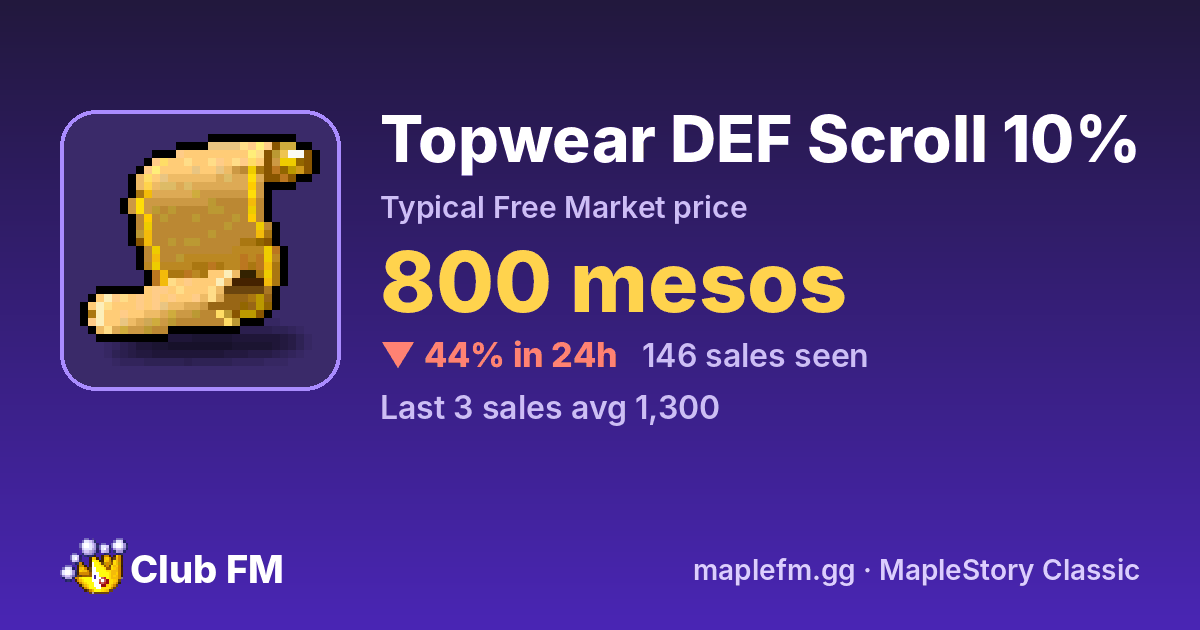 Topwear DEF Scroll 10%
Typical Free Market price
800 mesos
▼ 44% in 24h 146 sales seen
Last 3 sales avg 1,300
Club FM
maplefm.gg · MapleStory Classic